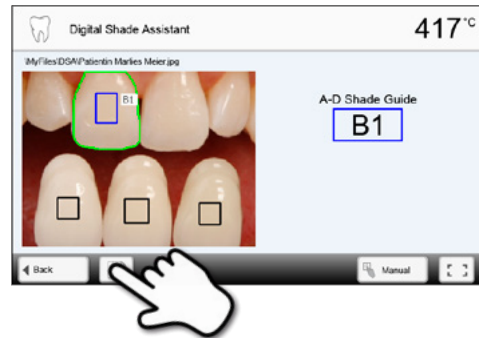 Digital Shade Assistant
417°C
\MyFiles\DSA\Patientin Marlies Meier.jpg
B1
A-D Shade Guide
B1
Back
Manual